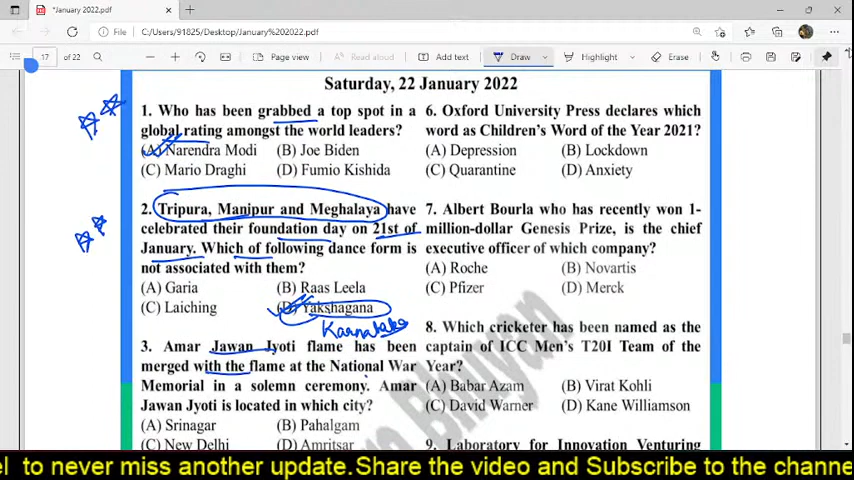 *January 2022.pdf
File
C:/Users/91825/Desktop/January%202022.pdf
17 of 22
Page view
Read aloud
Add text
Draw
Highlight
Erase
Saturday, 22 January 2022
1. Who has been grabbed a top spot in a
global rating amongst the world leaders?
(A) Narendra Modi (B) Joe Biden
(C) Mario Draghi (D) Fumio Kishida
2. Tripura, Manipur and Meghalaya have
celebrated their foundation day on 21st of
January. Which of following dance form is
not associated with them?
(A) Garia (B) Raas Leela
(C) Laiching (D) Yakshagana
Karnataka
3. Amar Jawan Jyoti flame has been
merged with the flame at the National War
Memorial in a solemn ceremony. Amar
Jawan Jyoti is located in which city?
(A) Srinagar (B) Pahalgam
(C) New Delhi (D) Amritsar
6. Oxford University Press declares which
word as Children's Word of the Year 2021?
(A) Depression (B) Lockdown
(C) Quarantine (D) Anxiety
7. Albert Bourla who has recently won 1-
million-dollar Genesis Prize, is the chief
executive officer of which company?
(A) Roche (B) Novartis
(C) Pfizer (D) Merck
8. Which cricketer has been named as the
captain of ICC Men's T20I Team of the
Year?
(A) Babar Azam (B) Virat Kohli
(C) David Warner (D) Kane Williamson
9. Laboratory for Innovation Venturing
Bhuyan
to never miss another update.Share the video and Subscribe to the channe